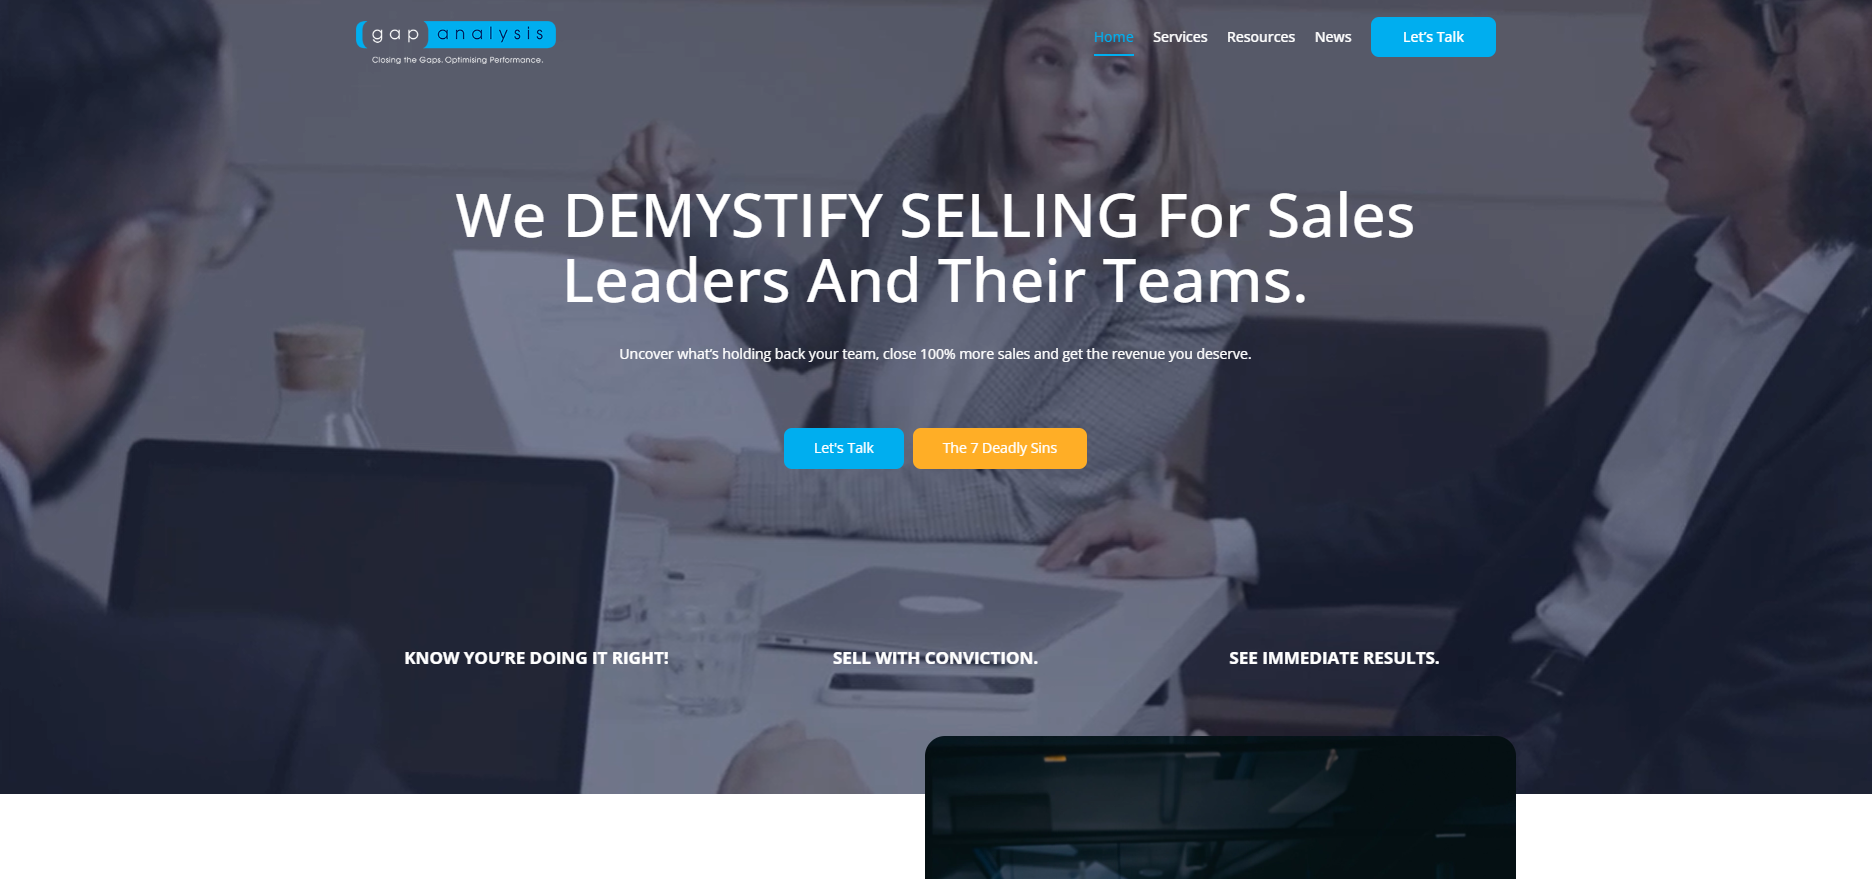 gap analysis
Closing the Gaps. Optimising Performance.
Home Services Resources News Let's Talk
We DEMYSTIFY SELLING For Sales
Leaders And Their Teams.
Uncover what's holding back your team, close 100% more sales and get the revenue you deserve.
Let's Talk The 7 Deadly Sins
KNOW YOU'RE DOING IT RIGHT! SELL WITH CONVICTION. SEE IMMEDIATE RESULTS.